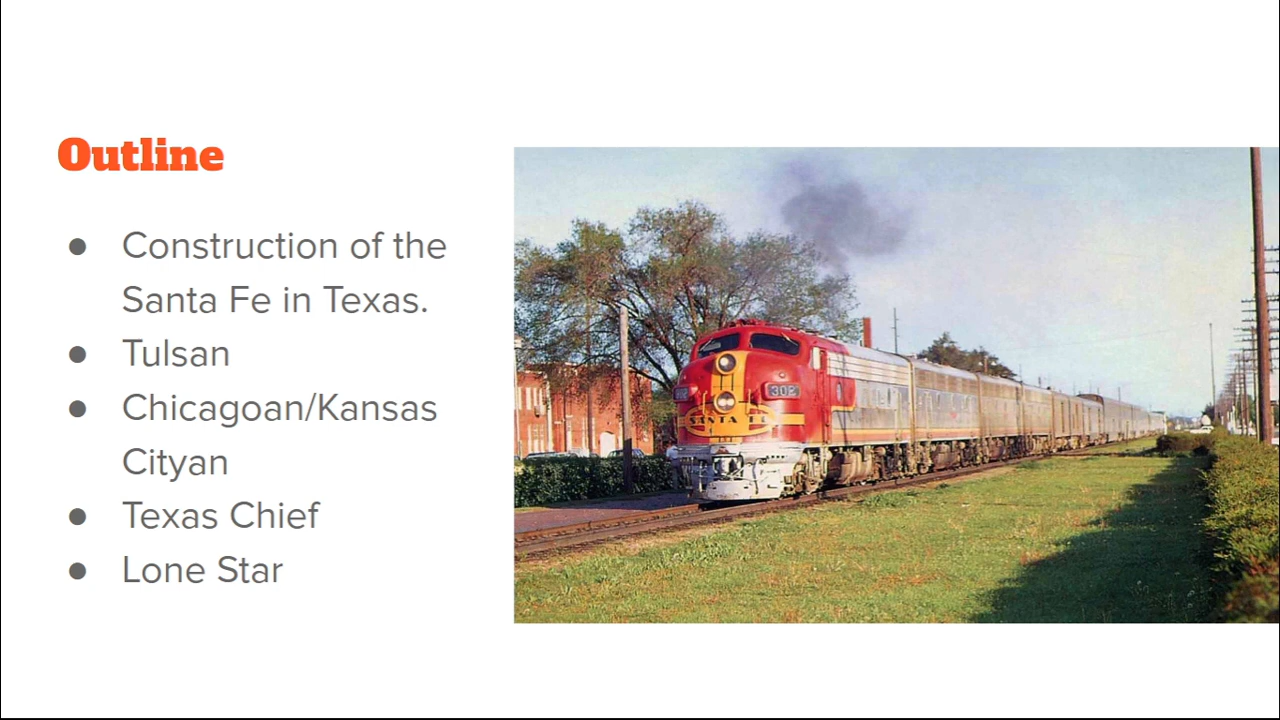 Outline
● Construction of the
Santa Fe in Texas.
● Tulsan
● Chicagoan/Kansas
Cityan
● Texas Chief
● Lone Star
302
SANTA FE